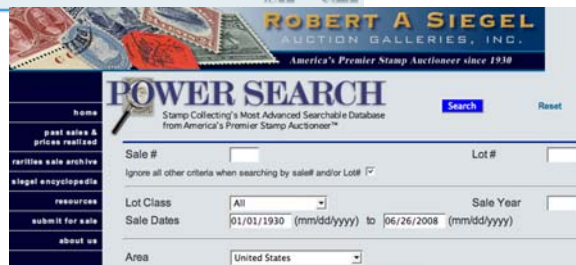 ROBERT A SIEGEL
AUCTION GALLERIES, INC.
America's Premier Stamp Auctioneer since 1930
POWER SEARCH
Stamp Collecting's Most Advanced Searchable Database
from America's Premier Stamp Auctioneer™
Search
Reset
home
past sales &
prices realized
rarities sale archive
siegel encyclopedia
resources
submit for sale
about us
Sale #
Lot #
Ignore all other criteria when searching by sale# and/or Lot#
Lot Class All
Sale Year
Sale Dates 01/01/1930 (mm/dd/yyyy) to 06/26/2008 (mm/dd/yyyy)
Area United States